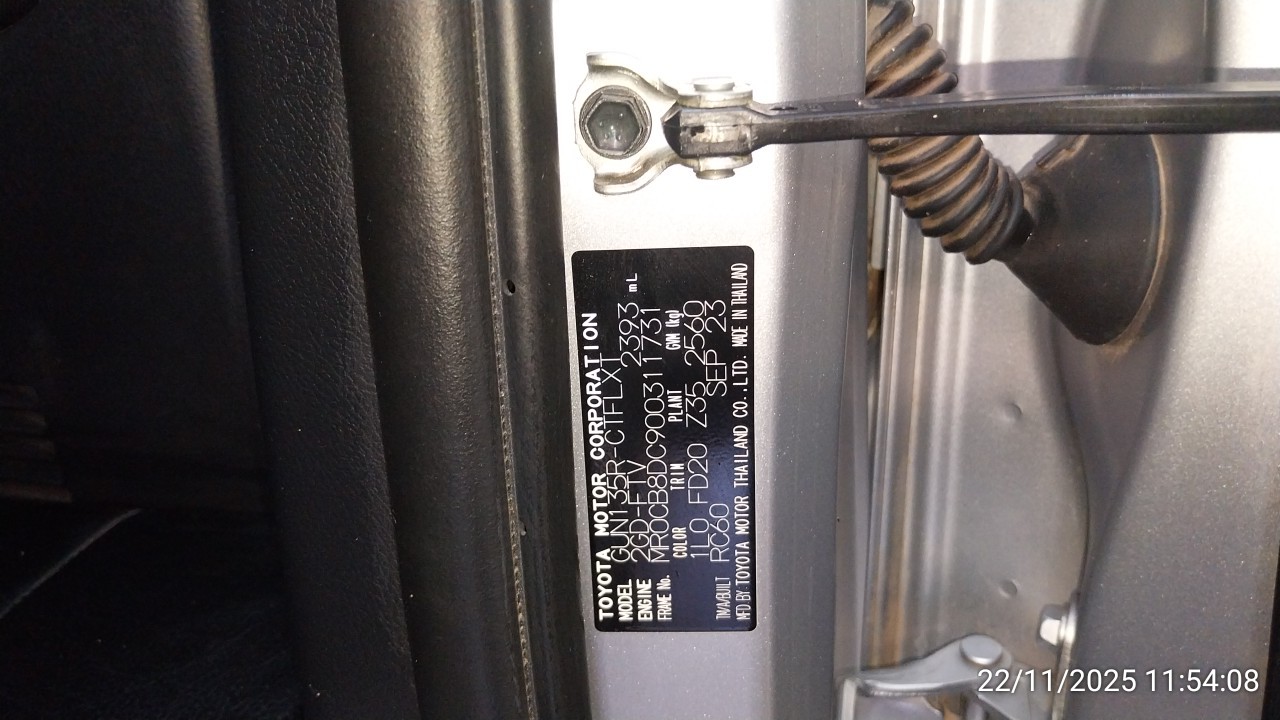 TOYOTA MOTOR CORPORATION
MODEL GUN135R-CTFLXT
ENGINE 2GD-FTV 2393 mL
FRAME No. MR0CB8DC900311731
COLOR TRIM PLANT GVM (kg)
1L0 FD20 Z35 2560
TM/A/BUILT RC60 SEP 23
MFD BY: TOYOTA MOTOR THAILAND CO.,LTD. MADE IN THAILAND
22/11/2025 11:54:08